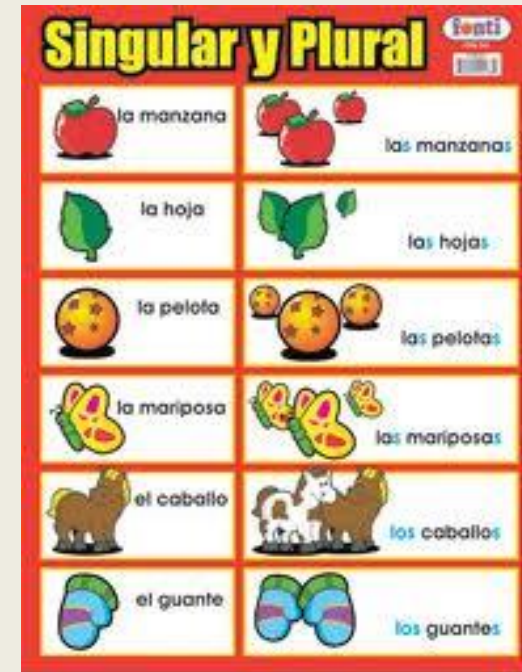 Singular y Plural
fonti
la manzana
las manzanas
la hoja
las hojas
la pelota
las pelotas
la mariposa
las mariposas
el caballo
los caballos
el guante
los guantes